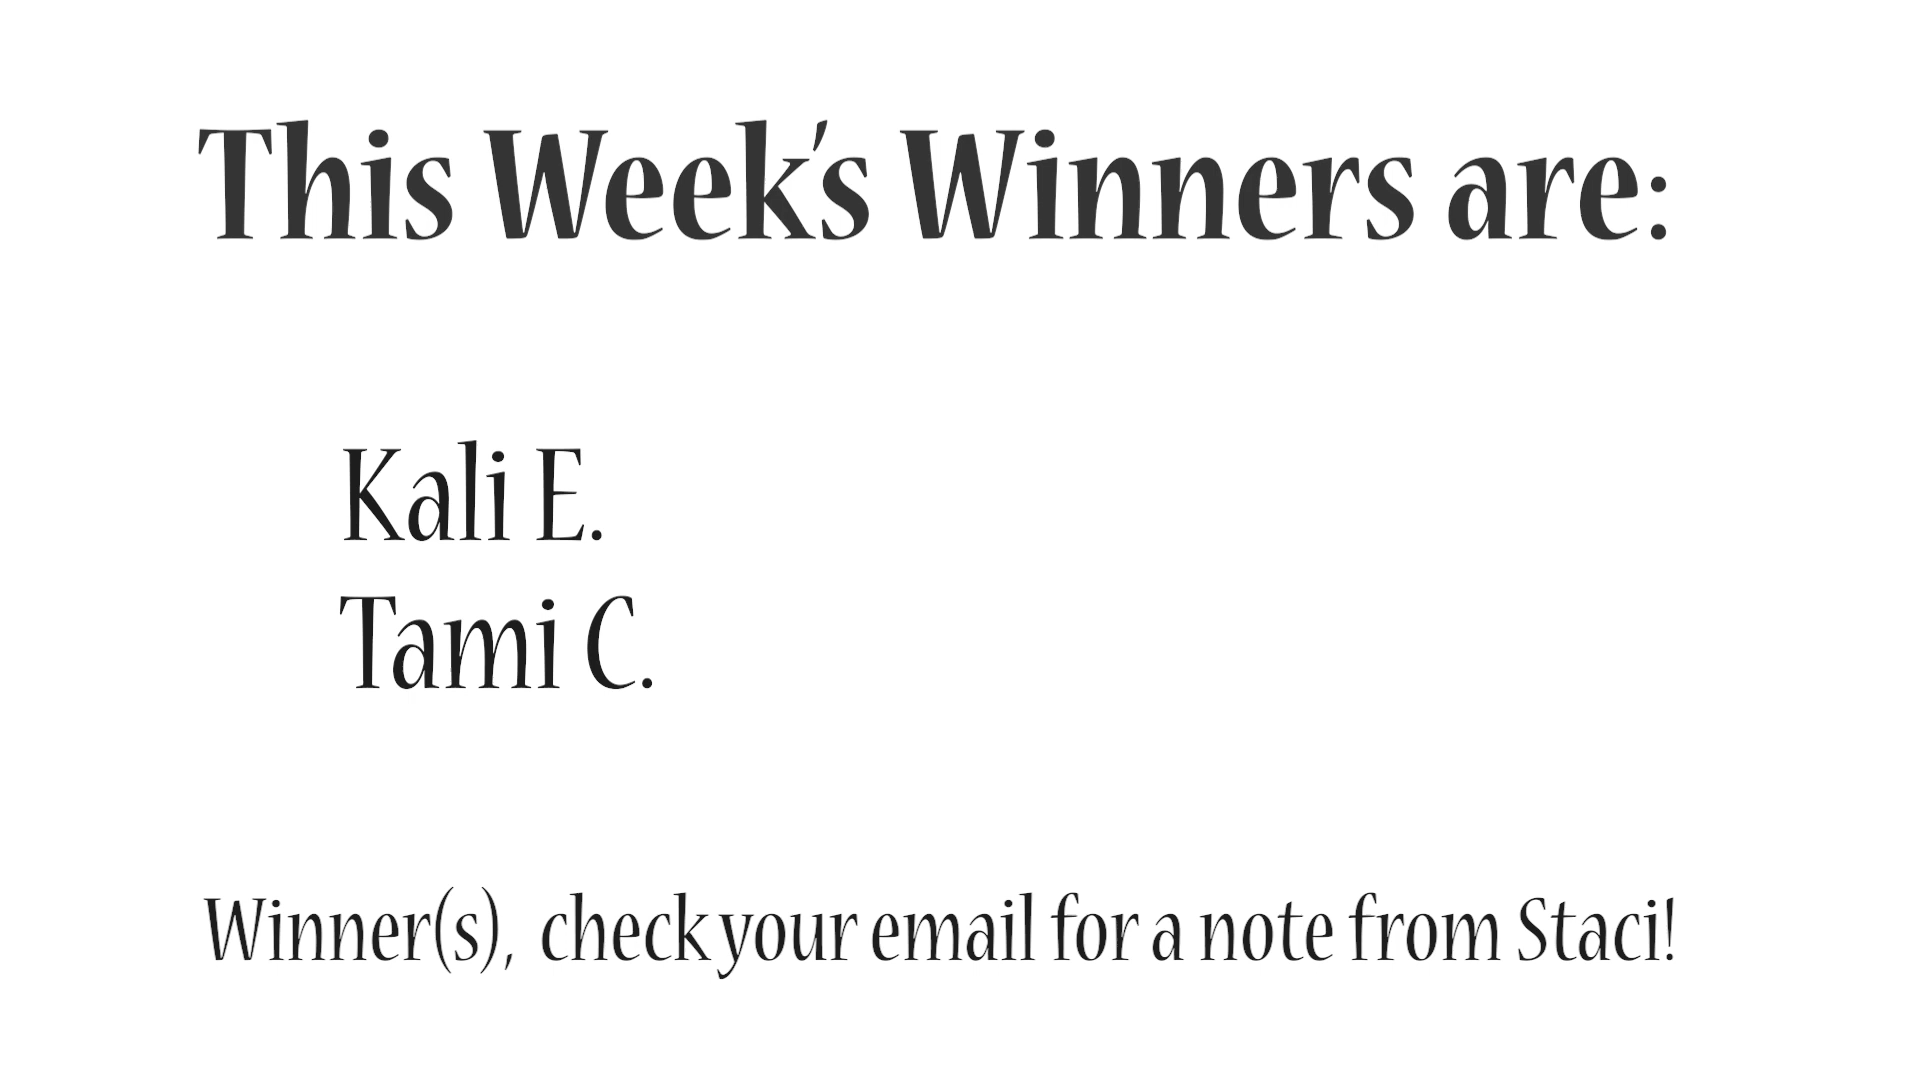 This Week's Winners are:
Kali E.
Tami C.
Winner(s), check your email for a note from Staci!